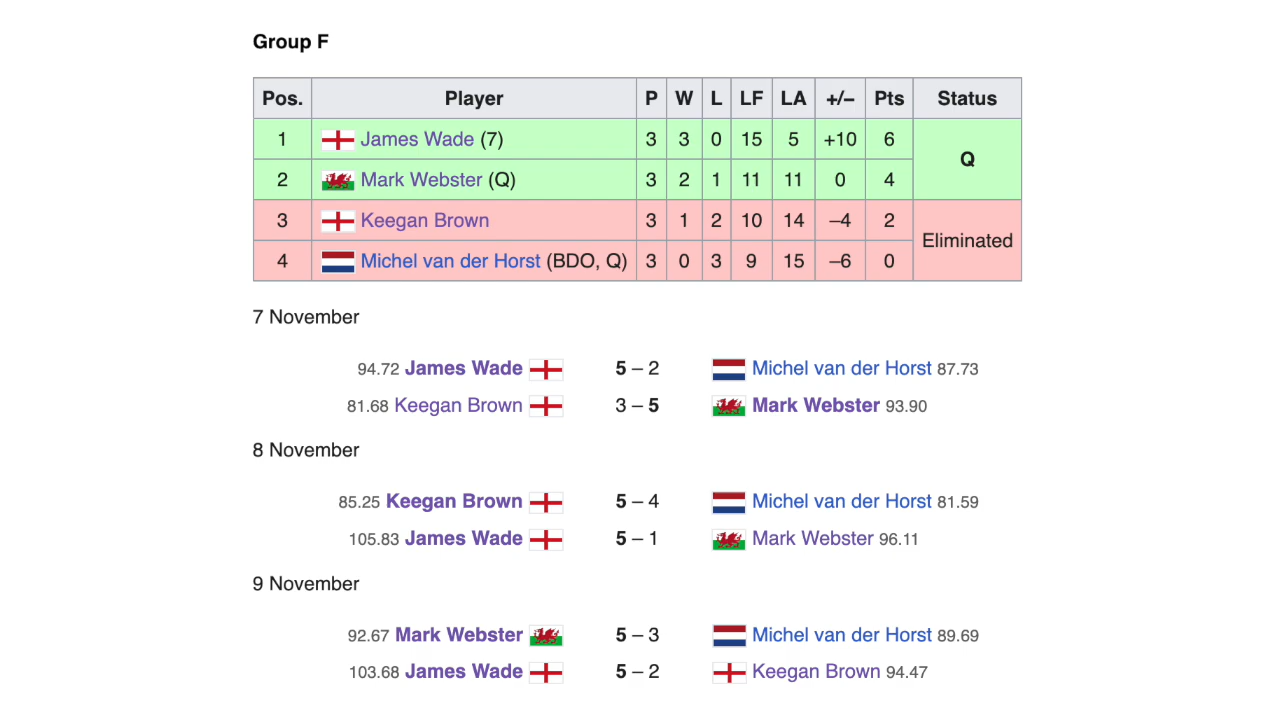 Group F
Pos. Player P W L LF LA +/− Pts Status
1 James Wade (7) 3 3 0 15 5 +10 6 Q
2 Mark Webster (Q) 3 2 1 11 11 0 4
3 Keegan Brown 3 1 2 10 14 −4 2 Eliminated
4 Michel van der Horst (BDO, Q) 3 0 3 9 15 −6 0
7 November
94.72 James Wade 5 – 2 Michel van der Horst 87.73
81.68 Keegan Brown 3 – 5 Mark Webster 93.90
8 November
85.25 Keegan Brown 5 – 4 Michel van der Horst 81.59
105.83 James Wade 5 – 1 Mark Webster 96.11
9 November
92.67 Mark Webster 5 – 3 Michel van der Horst 89.69
103.68 James Wade 5 – 2 Keegan Brown 94.47